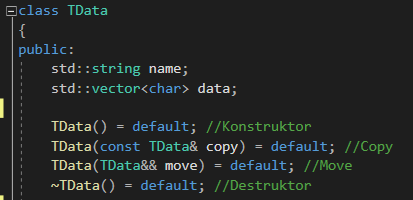 class TData
{
public:
    std::string name;
    std::vector<char> data;

    TData() = default; //Konstruktor
    TData(const TData& copy) = default; //Copy
    TData(TData&& move) = default; //Move
    ~TData() = default; //Destruktor